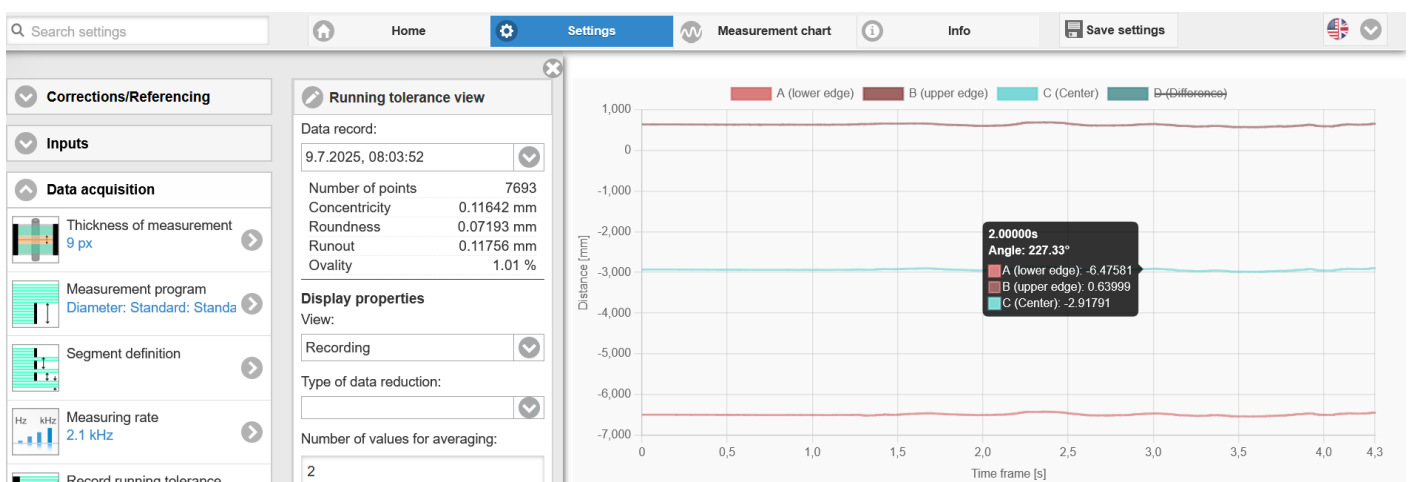 Search settings
Home
Settings
Measurement chart
Info
Save settings
Corrections/Referencing
Inputs
Data acquisition
Thickness of measurement
9 px
Measurement program
Diameter: Standard: Standa
Segment definition
Hz kHz
Measuring rate
2.1 kHz
Record running tolerance
Running tolerance view
Data record:
9.7.2025, 08:03:52
Number of points 7693
Concentricity 0.11642 mm
Roundness 0.07193 mm
Runout 0.11756 mm
Ovality 1.01 %
Display properties
View:
Recording
Type of data reduction:
Number of values for averaging:
2
A (lower edge) B (upper edge) C (Center) D (Difference)
Distance [mm]
1,000
0
-1,000
-2,000
-3,000
-4,000
-5,000
-6,000
-7,000
2.00000s
Angle: 227.33°
A (lower edge): -6.47581
B (upper edge): 0.63999
C (Center): -2.91791
0 0,5 1,0 1,5 2,0 2,5 3,0 3,5 4,0 4,3
Time frame [s]